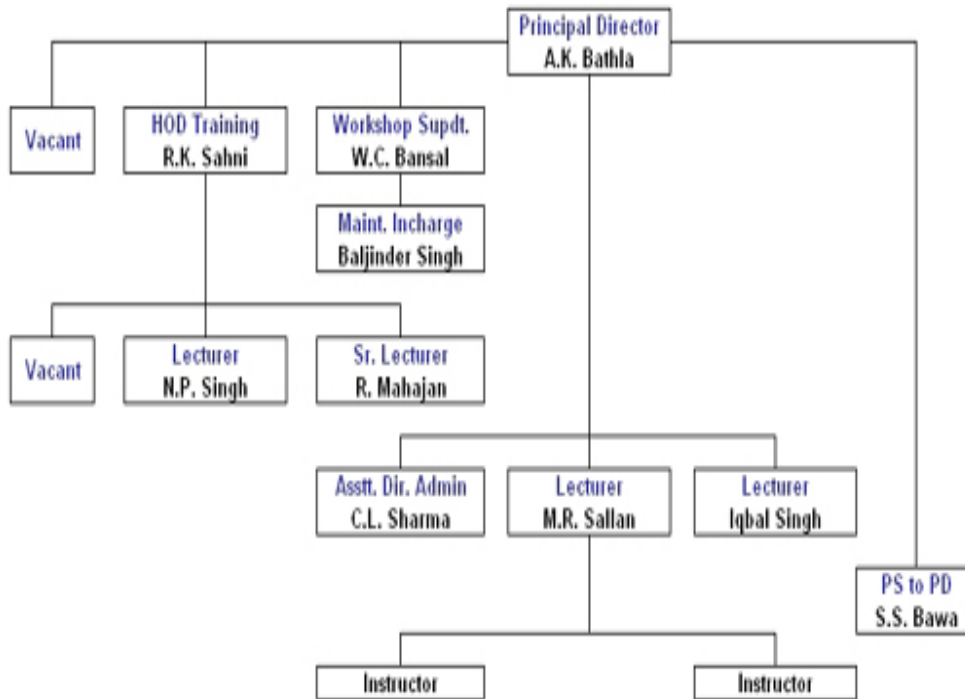 Principal Director
A.K. Bathla
Vacant
HOD Training
R.K. Sahni
Workshop Supdt.
W.C. Bansal
Maint. Incharge
Baljinder Singh
Vacant
Lecturer
N.P. Singh
Sr. Lecturer
R. Mahajan
Asstt. Dir. Admin
C.L. Sharma
Lecturer
M.R. Sallan
Lecturer
Iqbal Singh
PS to PD
S.S. Bawa
Instructor
Instructor